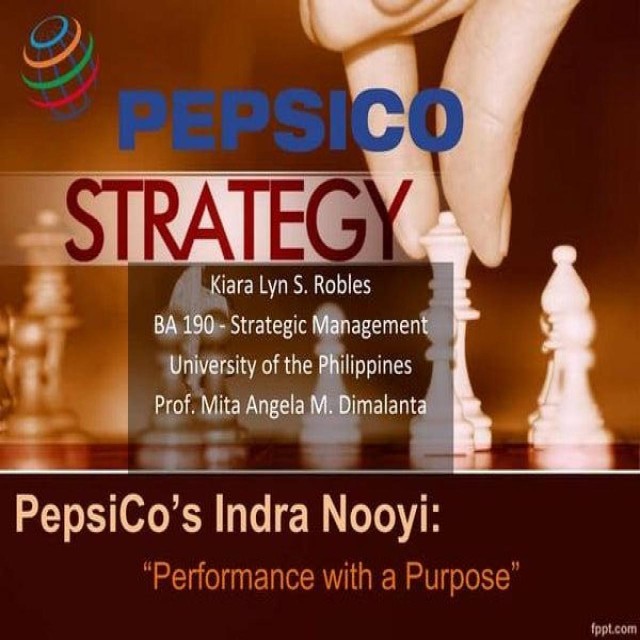 PEPSICO
STRATEGY
Kiara Lyn S. Robles
BA 190 - Strategic Management
University of the Philippines
Prof. Mita Angela M. Dimalanta
PepsiCo's Indra Nooyi:
“Performance with a Purpose”
fppt.com